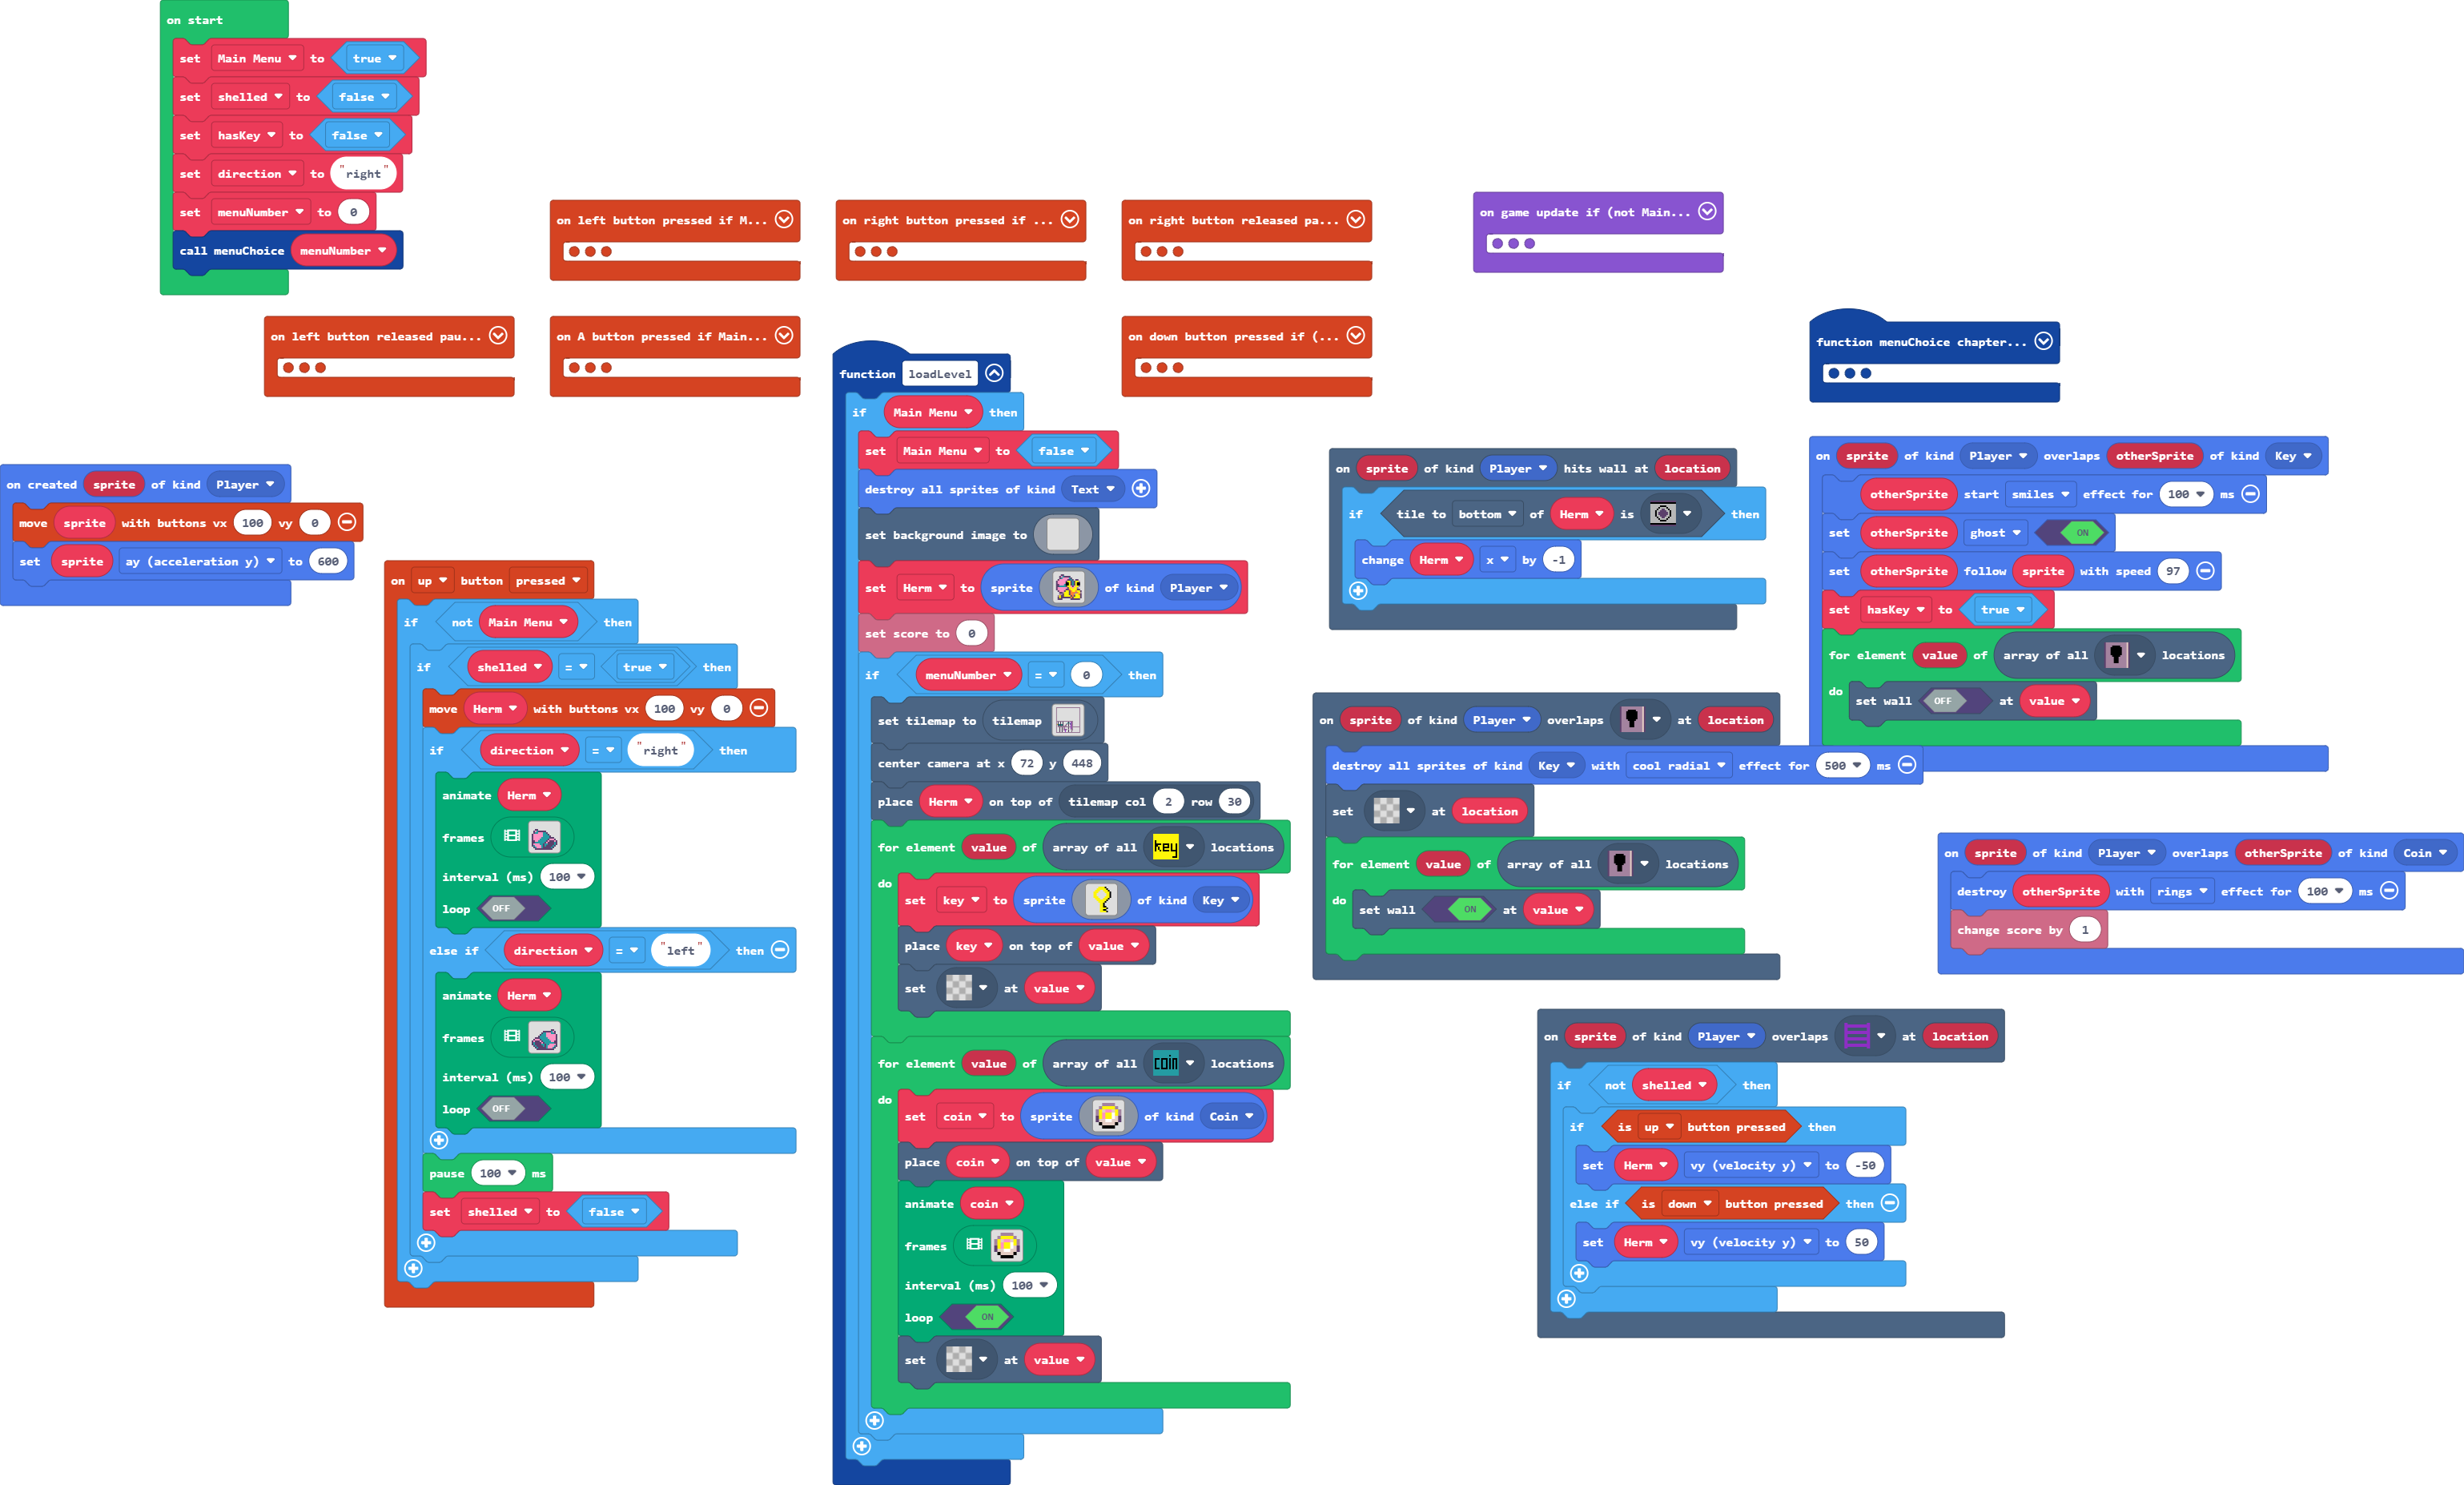 on start
set Main Menu to true
set shelled to false
set hasKey to false
set direction to "right"
set menuNumber to 0
call menuChoice menuNumber
on left button pressed if M...
on right button pressed if ...
on right button released pa...
on game update if (not Main...
on left button released pau...
on A button pressed if Main...
on down button pressed if (...
function menuChoice chapter...
on created sprite of kind Player
move sprite with buttons vx 100 vy 0
set sprite ay (acceleration y) to 600
on up button pressed
if not Main Menu then
if shelled = true then
move Herm with buttons vx 100 vy 0
if direction = "right" then
animate Herm
frames
interval (ms) 100
loop OFF
else if direction = "left" then
animate Herm
frames
interval (ms) 100
loop OFF
pause 100 ms
set shelled to false
function loadLevel
if Main Menu then
set Main Menu to false
destroy all sprites of kind Text
set background image to
set Herm to sprite of kind Player
set score to 0
if menuNumber = 0 then
set tilemap to tilemap
center camera at x 72 y 448
place Herm on top of tilemap col 2 row 30
for element value of array of all key locations
do
set key to sprite of kind Key
place key on top of value
set at value
for element value of array of all coin locations
do
set coin to sprite of kind Coin
place coin on top of value
animate coin
frames
interval (ms) 100
loop ON
set at value
on sprite of kind Player hits wall at location
if tile to bottom of Herm is then
change Herm x by -1
on sprite of kind Player overlaps otherSprite of kind Key
otherSprite start smiles effect for 100 ms
set otherSprite ghost ON
set otherSprite follow sprite with speed 97
set hasKey to true
for element value of array of all locations
do
set wall OFF at value
on sprite of kind Player overlaps at location
destroy all sprites of kind Key with cool radial effect for 500 ms
set at location
for element value of array of all locations
do
set wall ON at value
on sprite of kind Player overlaps otherSprite of kind Coin
destroy otherSprite with rings effect for 100 ms
change score by 1
on sprite of kind Player overlaps at location
if not shelled then
if is up button pressed then
set Herm vy (velocity y) to -50
else if is down button pressed then
set Herm vy (velocity y) to 50